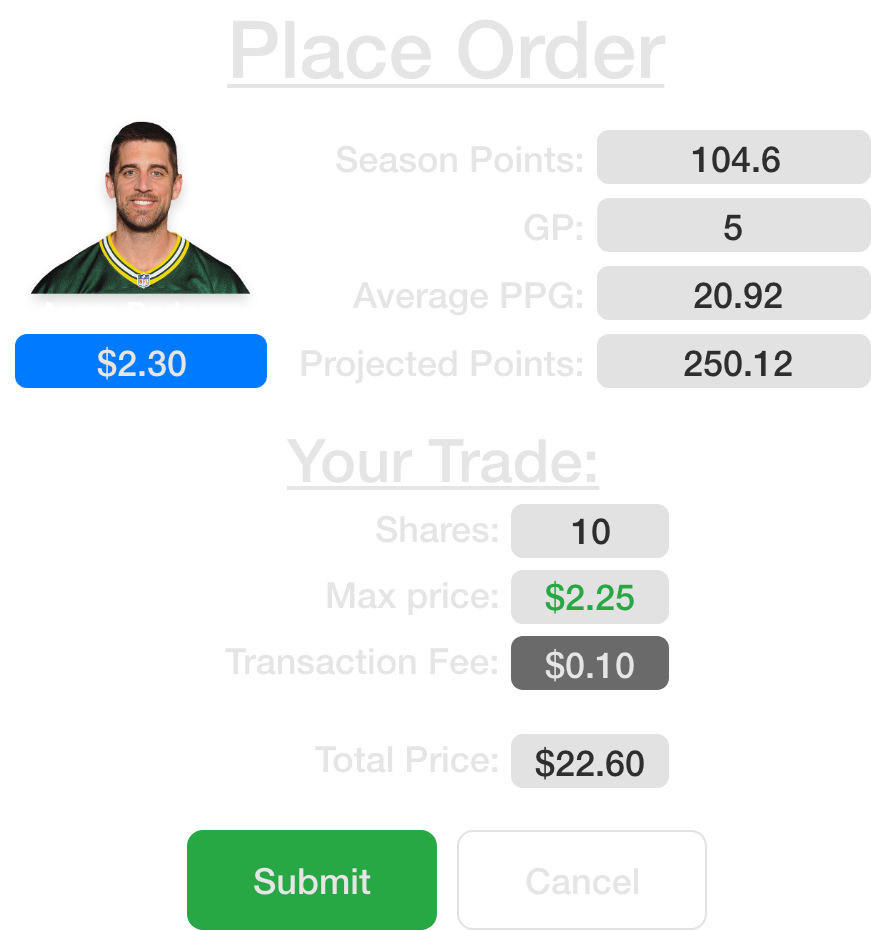 Place Order
Season Points: 104.6
GP: 5
Average PPG: 20.92
$2.30 Projected Points: 250.12
Your Trade:
Shares: 10
Max price: $2.25
Transaction Fee: $0.10
Total Price: $22.60
Submit Cancel